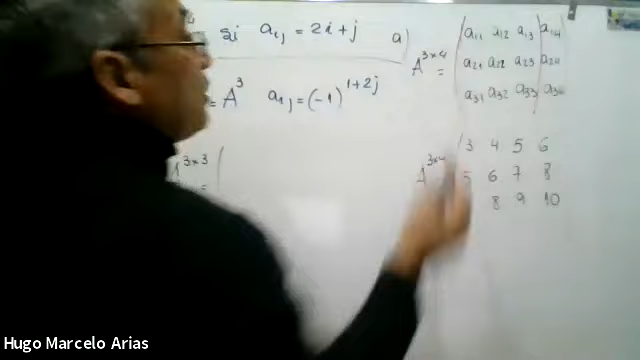 si a_ij = 2i+j a)
A^{3x4} = a11 a12 a13 a14
a21 a22 a23 a24
a31 a32 a33 a34
= A^3 a_ij = (-1)^{1+2j}
A^{3x4} 3 4 5 6
5 6 7 8
8 9 10
A^{3x3} =
Hugo Marcelo Arias